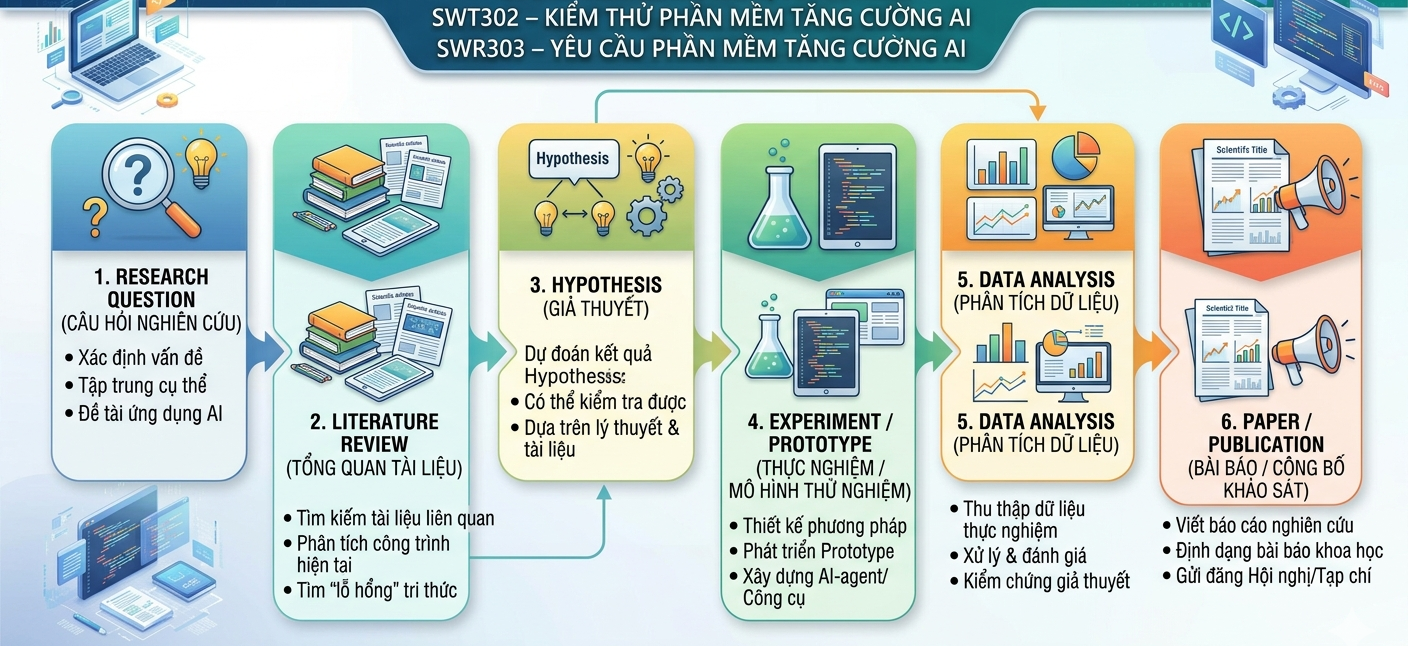 SWT302 – KIỂM THỬ PHẦN MỀM TĂNG CƯỜNG AI
SWR303 – YÊU CẦU PHẦN MỀM TĂNG CƯỜNG AI
1. RESEARCH
QUESTION
(CÂU HỎI NGHIÊN CỨU)
• Xác định vấn đề
• Tập trung cụ thể
• Đề tài ứng dụng AI
2. LITERATURE
REVIEW
(TỔNG QUAN TÀI LIỆU)
• Tìm kiếm tài liệu liên quan
• Phân tích công trình
hiện tại
• Tìm “lỗ hổng” tri thức
Hypothesis
3. HYPOTHESIS
(GIẢ THUYẾT)
Dự đoán kết quả
Hypothesis:
• Có thể kiểm tra được
• Dựa trên lý thuyết &
tài liệu
4. EXPERIMENT /
PROTOTYPE
(THỰC NGHIỆM /
MÔ HÌNH THỬ NGHIỆM)
• Thiết kế phương pháp
• Phát triển Prototype
• Xây dựng AI-agent/
Công cụ
5. DATA ANALYSIS
(PHÂN TÍCH DỮ LIỆU)
5. DATA ANALYSIS
(PHÂN TÍCH DỮ LIỆU)
• Thu thập dữ liệu
thực nghiệm
• Xử lý & đánh giá
• Kiểm chứng giả thuyết
Scientifs Title
Scientic2 Title
6. PAPER /
PUBLICATION
(BÀI BÁO / CÔNG BỐ
KHẢO SÁT)
• Viết báo cáo nghiên cứu
• Định dạng bài báo khoa học
• Gửi đăng Hội nghị/Tạp chí